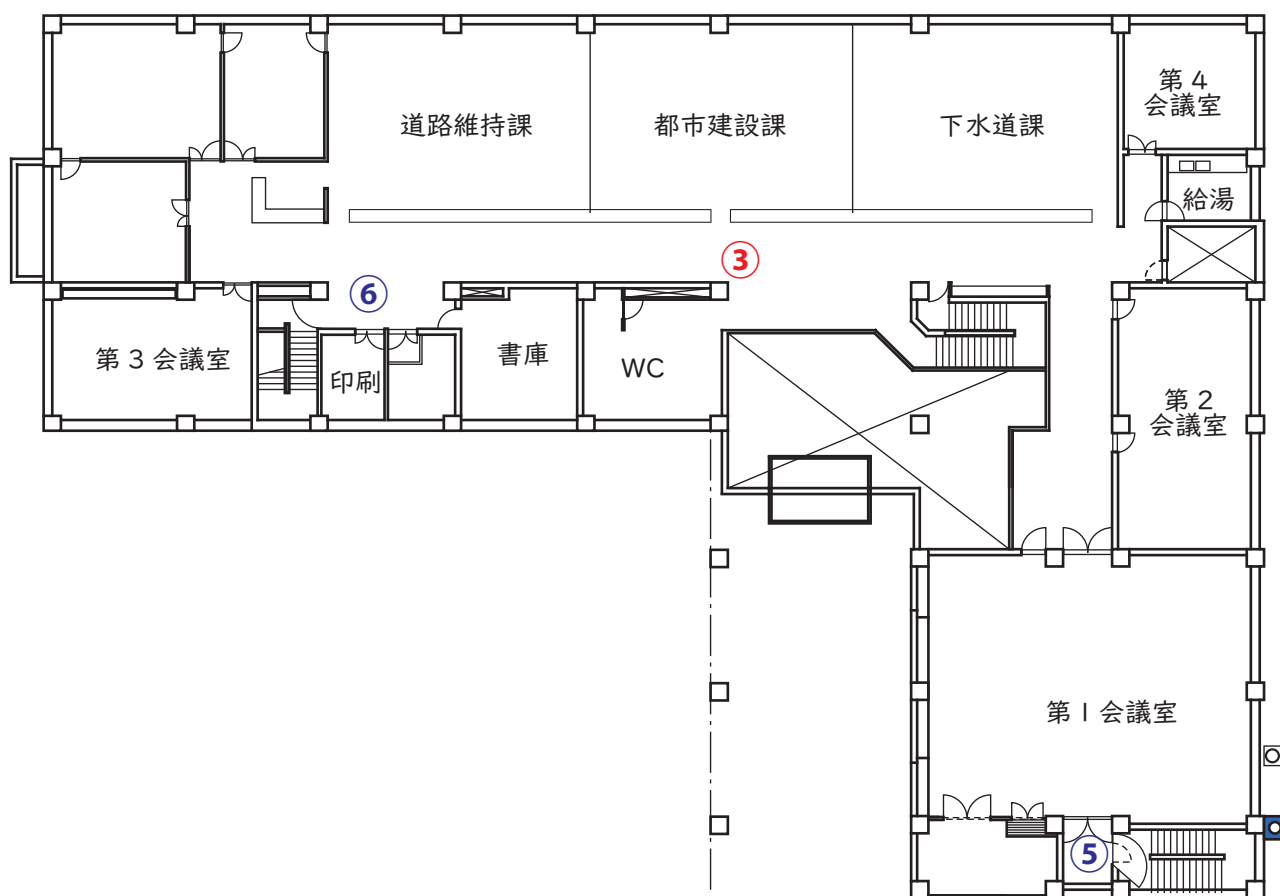 第４
会議室
道路維持課
都市建設課
下水道課
給湯
③
⑥
第３会議室
印刷
書庫
WC
第２
会議室
第１会議室
⑤